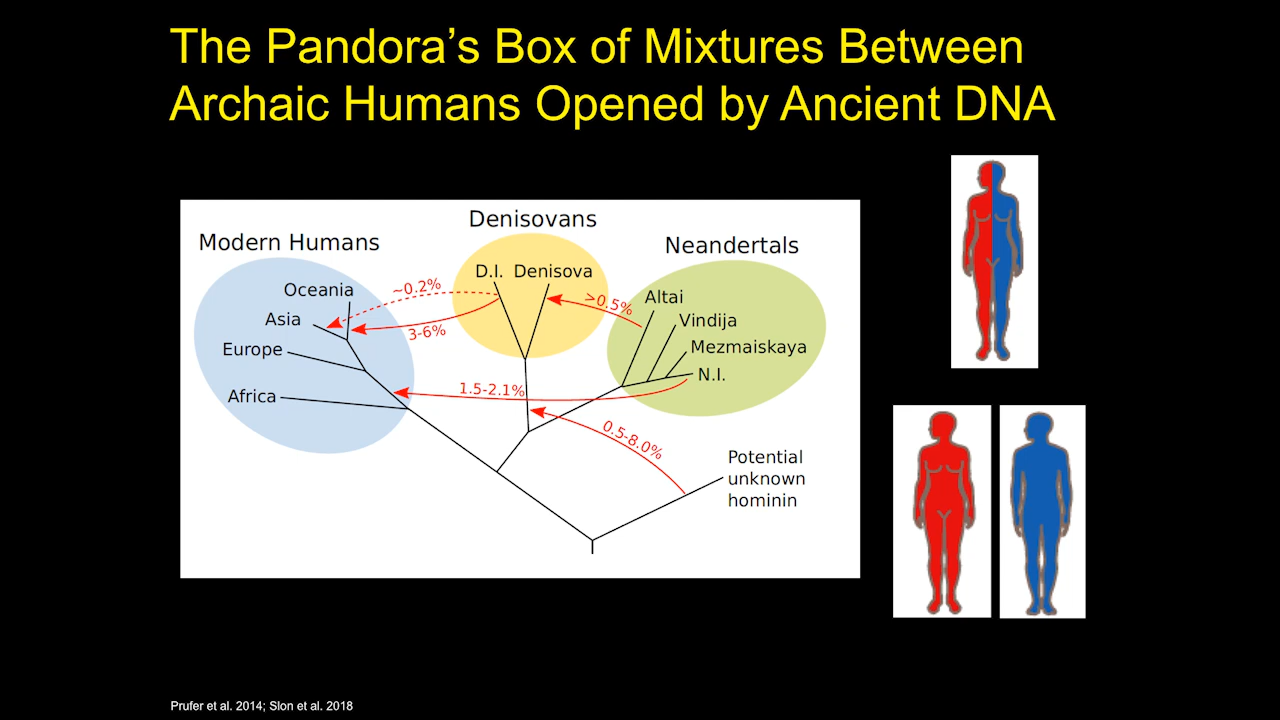 The Pandora’s Box of Mixtures Between
Archaic Humans Opened by Ancient DNA
Denisovans
Modern Humans
Neandertals
D.I. Denisova
Oceania
~0.2%
>0.5%
Altai
Asia
3-6%
Vindija
Europe
Mezmaiskaya
N.I.
Africa
1.5-2.1%
0.5-8.0%
Potential
unknown
hominin
Prufer et al. 2014; Slon et al. 2018